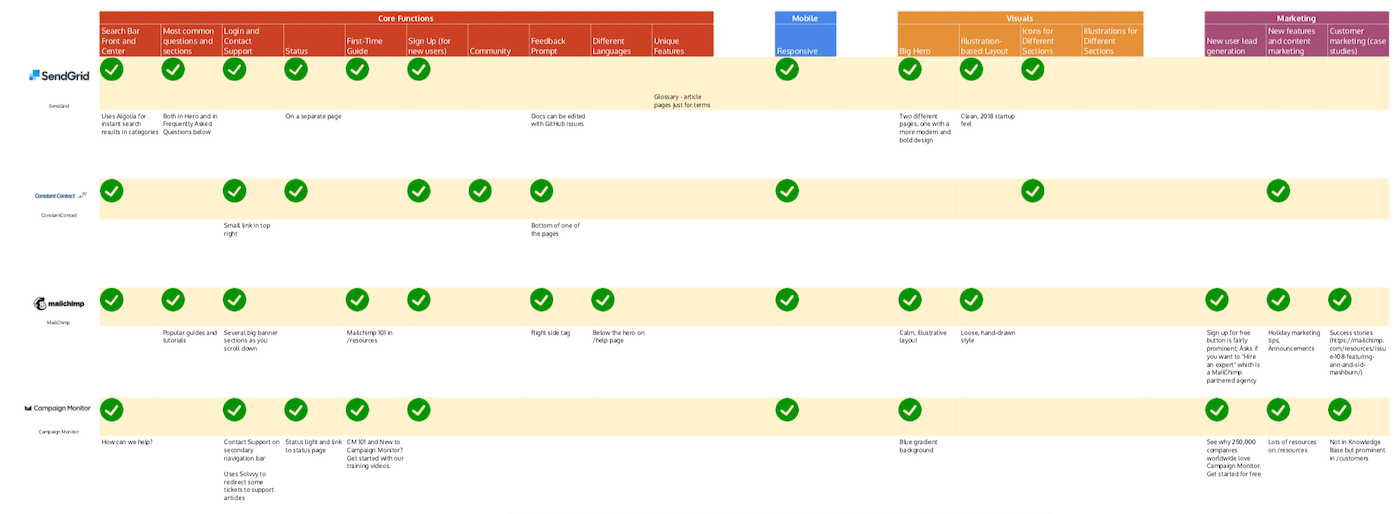 Core Functions
Mobile
Visuals
Marketing
Search Bar
Front and
Center
Most common
questions and
sections
Login and
Contact
Support
Status
First-Time
Guide
Sign Up (for
new users)
Community
Feedback
Prompt
Different
Languages
Unique
Features
Responsive
Big Hero
Illustration-
based Layout
Icons for
Different
Sections
Illustrations for
Different
Sections
New user lead
generation
New features
and content
marketing
Customer
marketing (case
studies)
SendGrid
SendGrid
Glossary - article
pages just for terms
Uses Algolia for
instant search
results in categories
Both in Hero and in
Frequently Asked
Questions below
On a separate page
Docs can be edited
with GitHub issues
Two different
pages, one with a
more modern and
bold design
Clean, 2018 startup
feel
Constant Contact
ConstantContact
Small link in top
right
Bottom of one of
the pages
mailchimp
MailChimp
Popular guides and
tutorials
Several big banner
sections as you
scroll down
Mailchimp 101 in
/resources
Right side tag
Below the hero on
/help page
Calm, illustrative
layout
Loose, hand-drawn
style
Sign up for free
button is fairly
prominent; Asks if
you want to "Hire
an expert" which is
a MailChimp
partnered agency
Holiday marketing
tips,
Announcements
Success stories
(https://mailchimp.
com/resources/issu
e-108-featuring-
ann-and-sid-
mashburn/)
Campaign Monitor
Campaign Monitor
How can we help?
Contact Support on
secondary
navigation bar
Uses Solvvy to
redirect some
tickets to support
articles
Status light and link
to status page
CM 101 and New to
Campaign Monitor?
Get started with our
training videos.
Blue gradient
background
See why 250,000
companies
worldwide love
Campaign Monitor.
Get started for free
Lots of resources
on /resources
Not in Knowledge
Base but prominent
in /customers